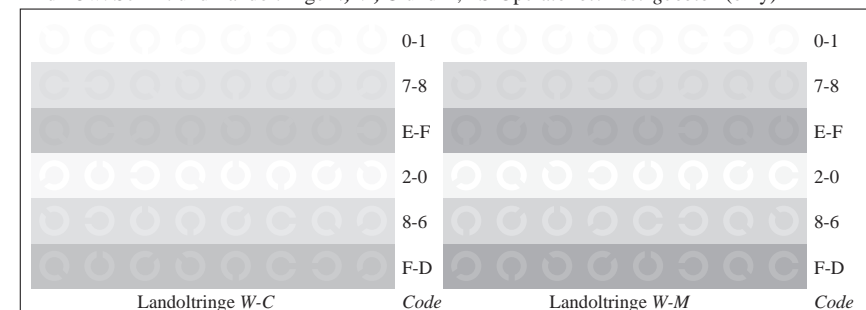 0-1 0-1
7-8 7-8
E-F E-F
2-0 2-0
8-6 8-6
F-D F-D
Landoltringe W-C Code Landoltringe W-M Code